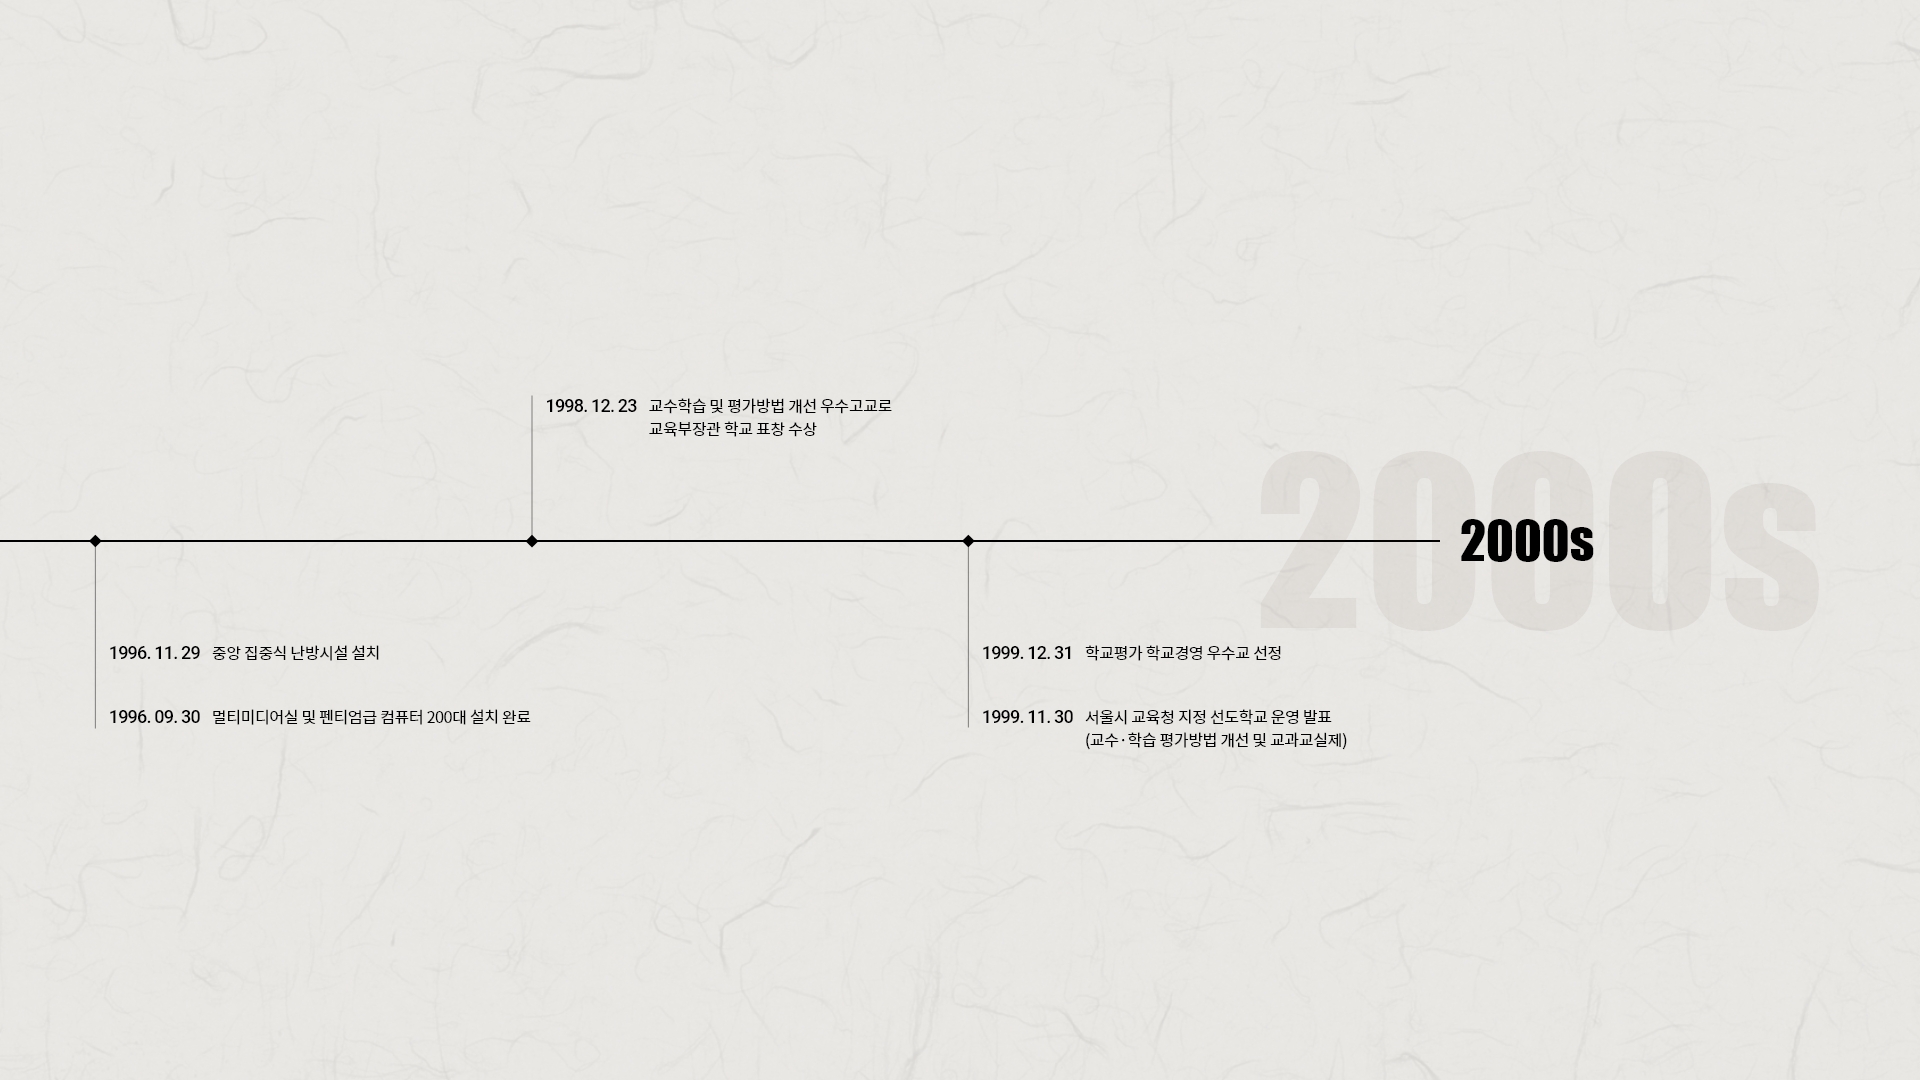 1998. 12. 23 교수학습 및 평가방법 개선 우수고교로
교육부장관 학교 표창 수상
2000s
2000s
1996. 11. 29 중앙 집중식 난방시설 설치
1996. 09. 30 멀티미디어실 및 펜티엄급 컴퓨터 200대 설치 완료
1999. 12. 31 학교평가 학교경영 우수교 선정
1999. 11. 30 서울시 교육청 지정 선도학교 운영 발표
(교수·학습 평가방법 개선 및 교과교실제)